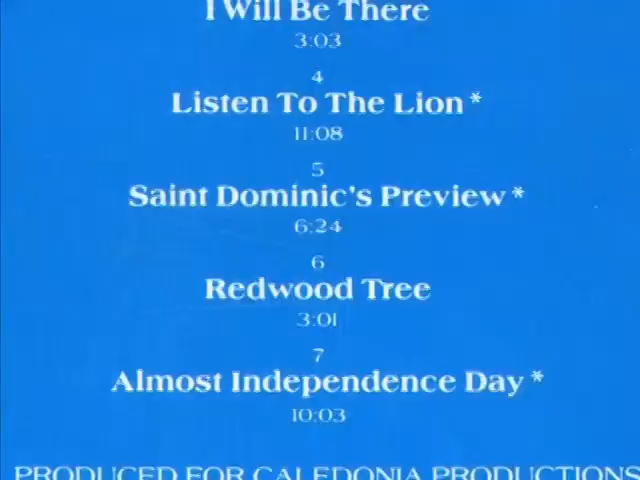 I Will Be There
3:03
4
Listen To The Lion *
11:08
5
Saint Dominic's Preview *
6:24
6
Redwood Tree
3:01
7
Almost Independence Day *
10:03
PRODUCED FOR CALEDONIA PRODUCTIONS